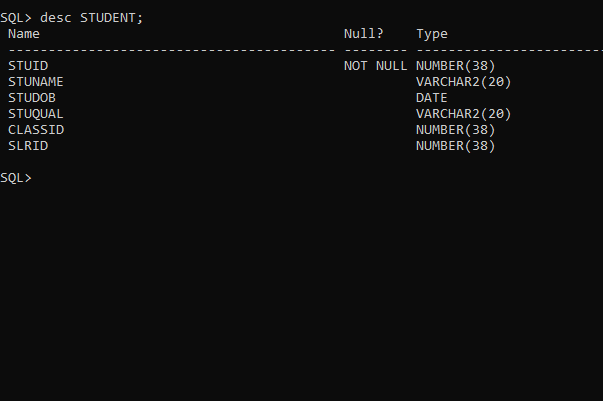 SQL> desc STUDENT;
Name Null? Type
----------------------------------------- -------- ------------------------
STUID NOT NULL NUMBER(38)
STUNAME VARCHAR2(20)
STUDOB DATE
STUQUAL VARCHAR2(20)
CLASSID NUMBER(38)
SLRID NUMBER(38)
SQL>